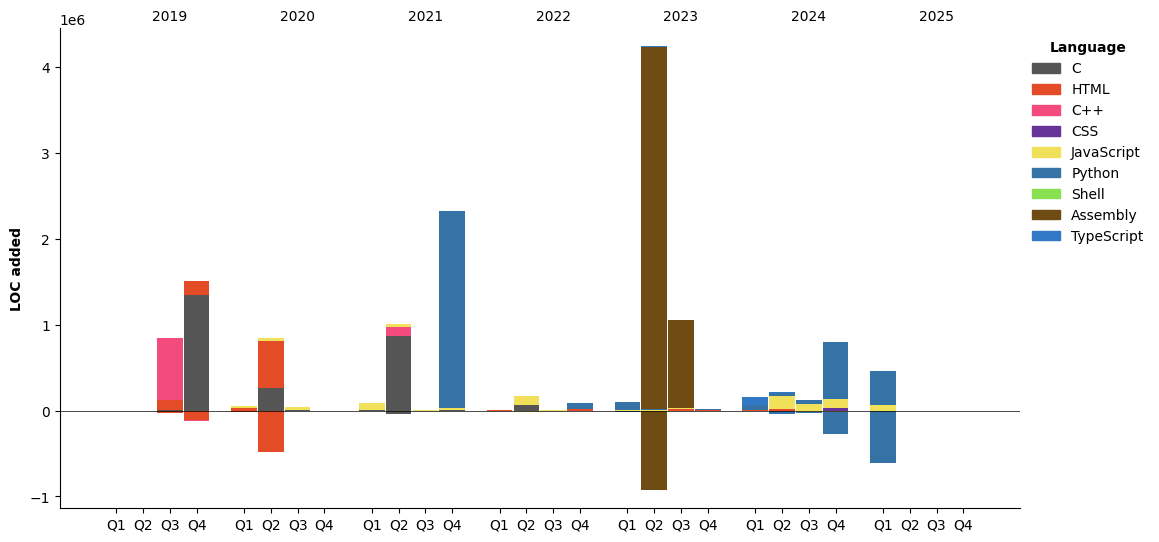 1e6
2019 2020 2021 2022 2023 2024 2025
LOC added
4
3
2
1
0
−1
Q1 Q2 Q3 Q4 Q1 Q2 Q3 Q4 Q1 Q2 Q3 Q4 Q1 Q2 Q3 Q4 Q1 Q2 Q3 Q4 Q1 Q2 Q3 Q4 Q1 Q2 Q3 Q4
Language
C
HTML
C++
CSS
JavaScript
Python
Shell
Assembly
TypeScript